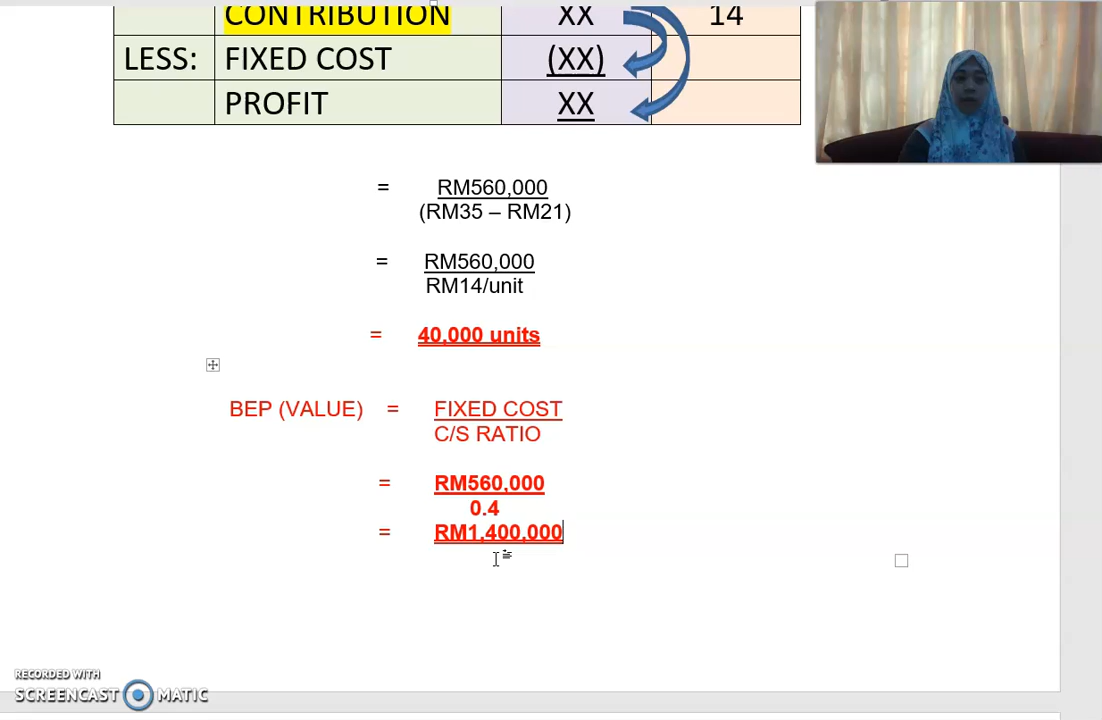 CONTRIBUTION XX 14
LESS: FIXED COST (XX)
PROFIT XX
= RM560,000
(RM35 – RM21)
= RM560,000
RM14/unit
= 40,000 units
BEP (VALUE) = FIXED COST
C/S RATIO
= RM560,000
0.4
= RM1,400,000
RECORDED WITH
SCREENCAST MATIC